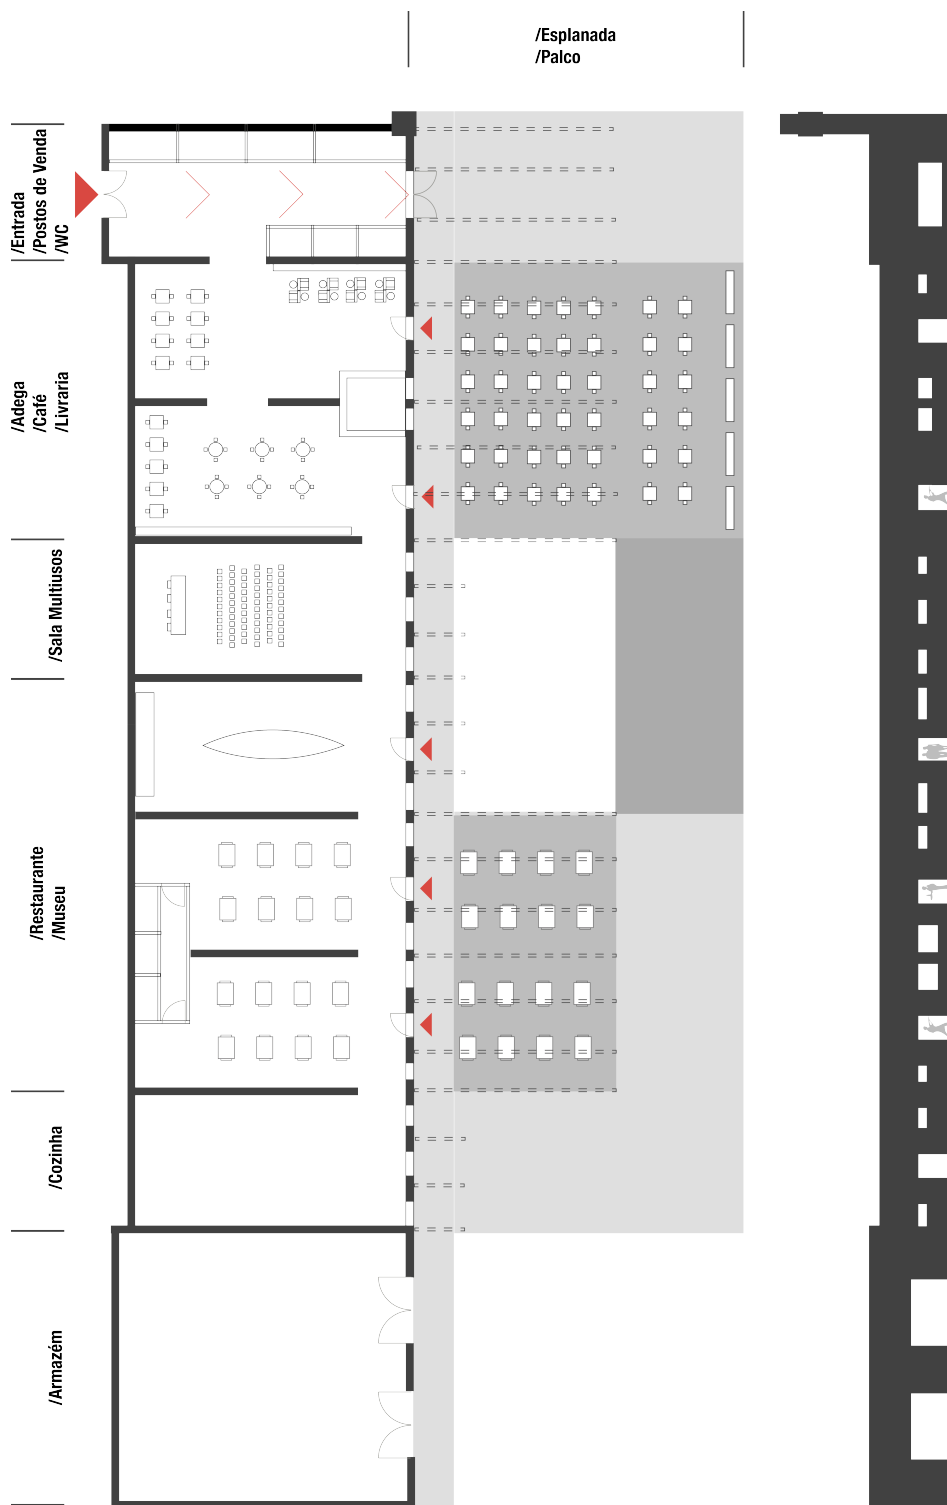 /Esplanada
/Palco
/Entrada
/Postos de Venda
/WC
/Adega
/Café
/Livraria
/Sala Multiusos
/Restaurante
/Museu
/Cozinha
/Armazém